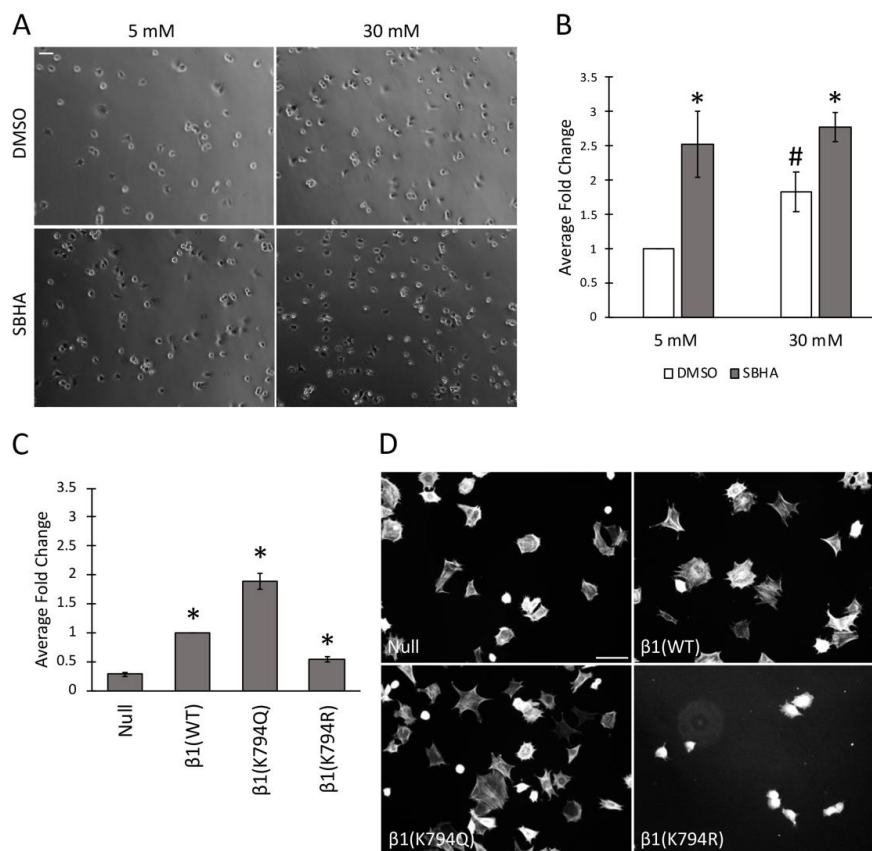 A
5 mM
30 mM
DMSO
SBHA
B
Average Fold Change
3.5
3
2.5
2
1.5
1
0.5
0
*
#
*
5 mM
30 mM
DMSO
SBHA
C
Average Fold Change
3.5
3
2.5
2
1.5
1
0.5
0
*
*
*
Null
β1(WT)
β1(K794Q)
β1(K794R)
D
Null
β1(WT)
β1(K794Q)
β1(K794R)